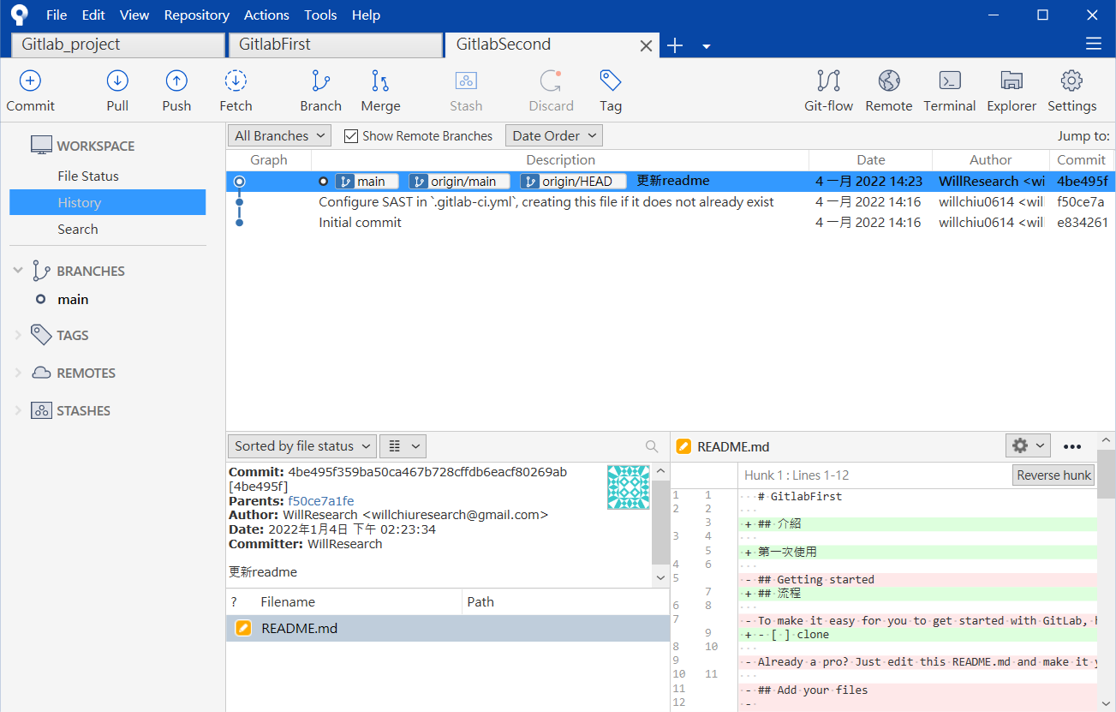 File Edit View Repository Actions Tools Help
Gitlab_project GitlabFirst GitlabSecond
Commit Pull Push Fetch Branch Merge Stash Discard Tag Git-flow Remote Terminal Explorer Settings
WORKSPACE
File Status
History
Search
BRANCHES
main
TAGS
REMOTES
STASHES
All Branches Show Remote Branches Date Order Jump to:
Graph Description Date Author Commit
main origin/main origin/HEAD 更新readme 4 一月 2022 14:23 WillResearch <wi 4be495f
Configure SAST in `.gitlab-ci.yml`, creating this file if it does not already exist 4 一月 2022 14:16 willchiu0614 <wil f50ce7a
Initial commit 4 一月 2022 14:16 willchiu0614 <wil e834261
Sorted by file status
Commit: 4be495f359ba50ca467b728cffdb6eacf80269ab
[4be495f]
Parents: f50ce7a1fe
Author: WillResearch <willchiuresearch@gmail.com>
Date: 2022年1月4日 下午 02:23:34
Committer: WillResearch
更新readme
? Filename Path
README.md
README.md
Hunk 1 : Lines 1-12 Reverse hunk
1 1 # GitlabFirst
2 2
3 + ## 介紹
3 4
5 + 第一次使用
4 6
5 - ## Getting started
7 + ## 流程
6 8
7 - To make it easy for you to get started with GitLab,
9 + - [ ] clone
8 10
9 - Already a pro? Just edit this README.md and make it
10 11
11 - ## Add your files
12 -